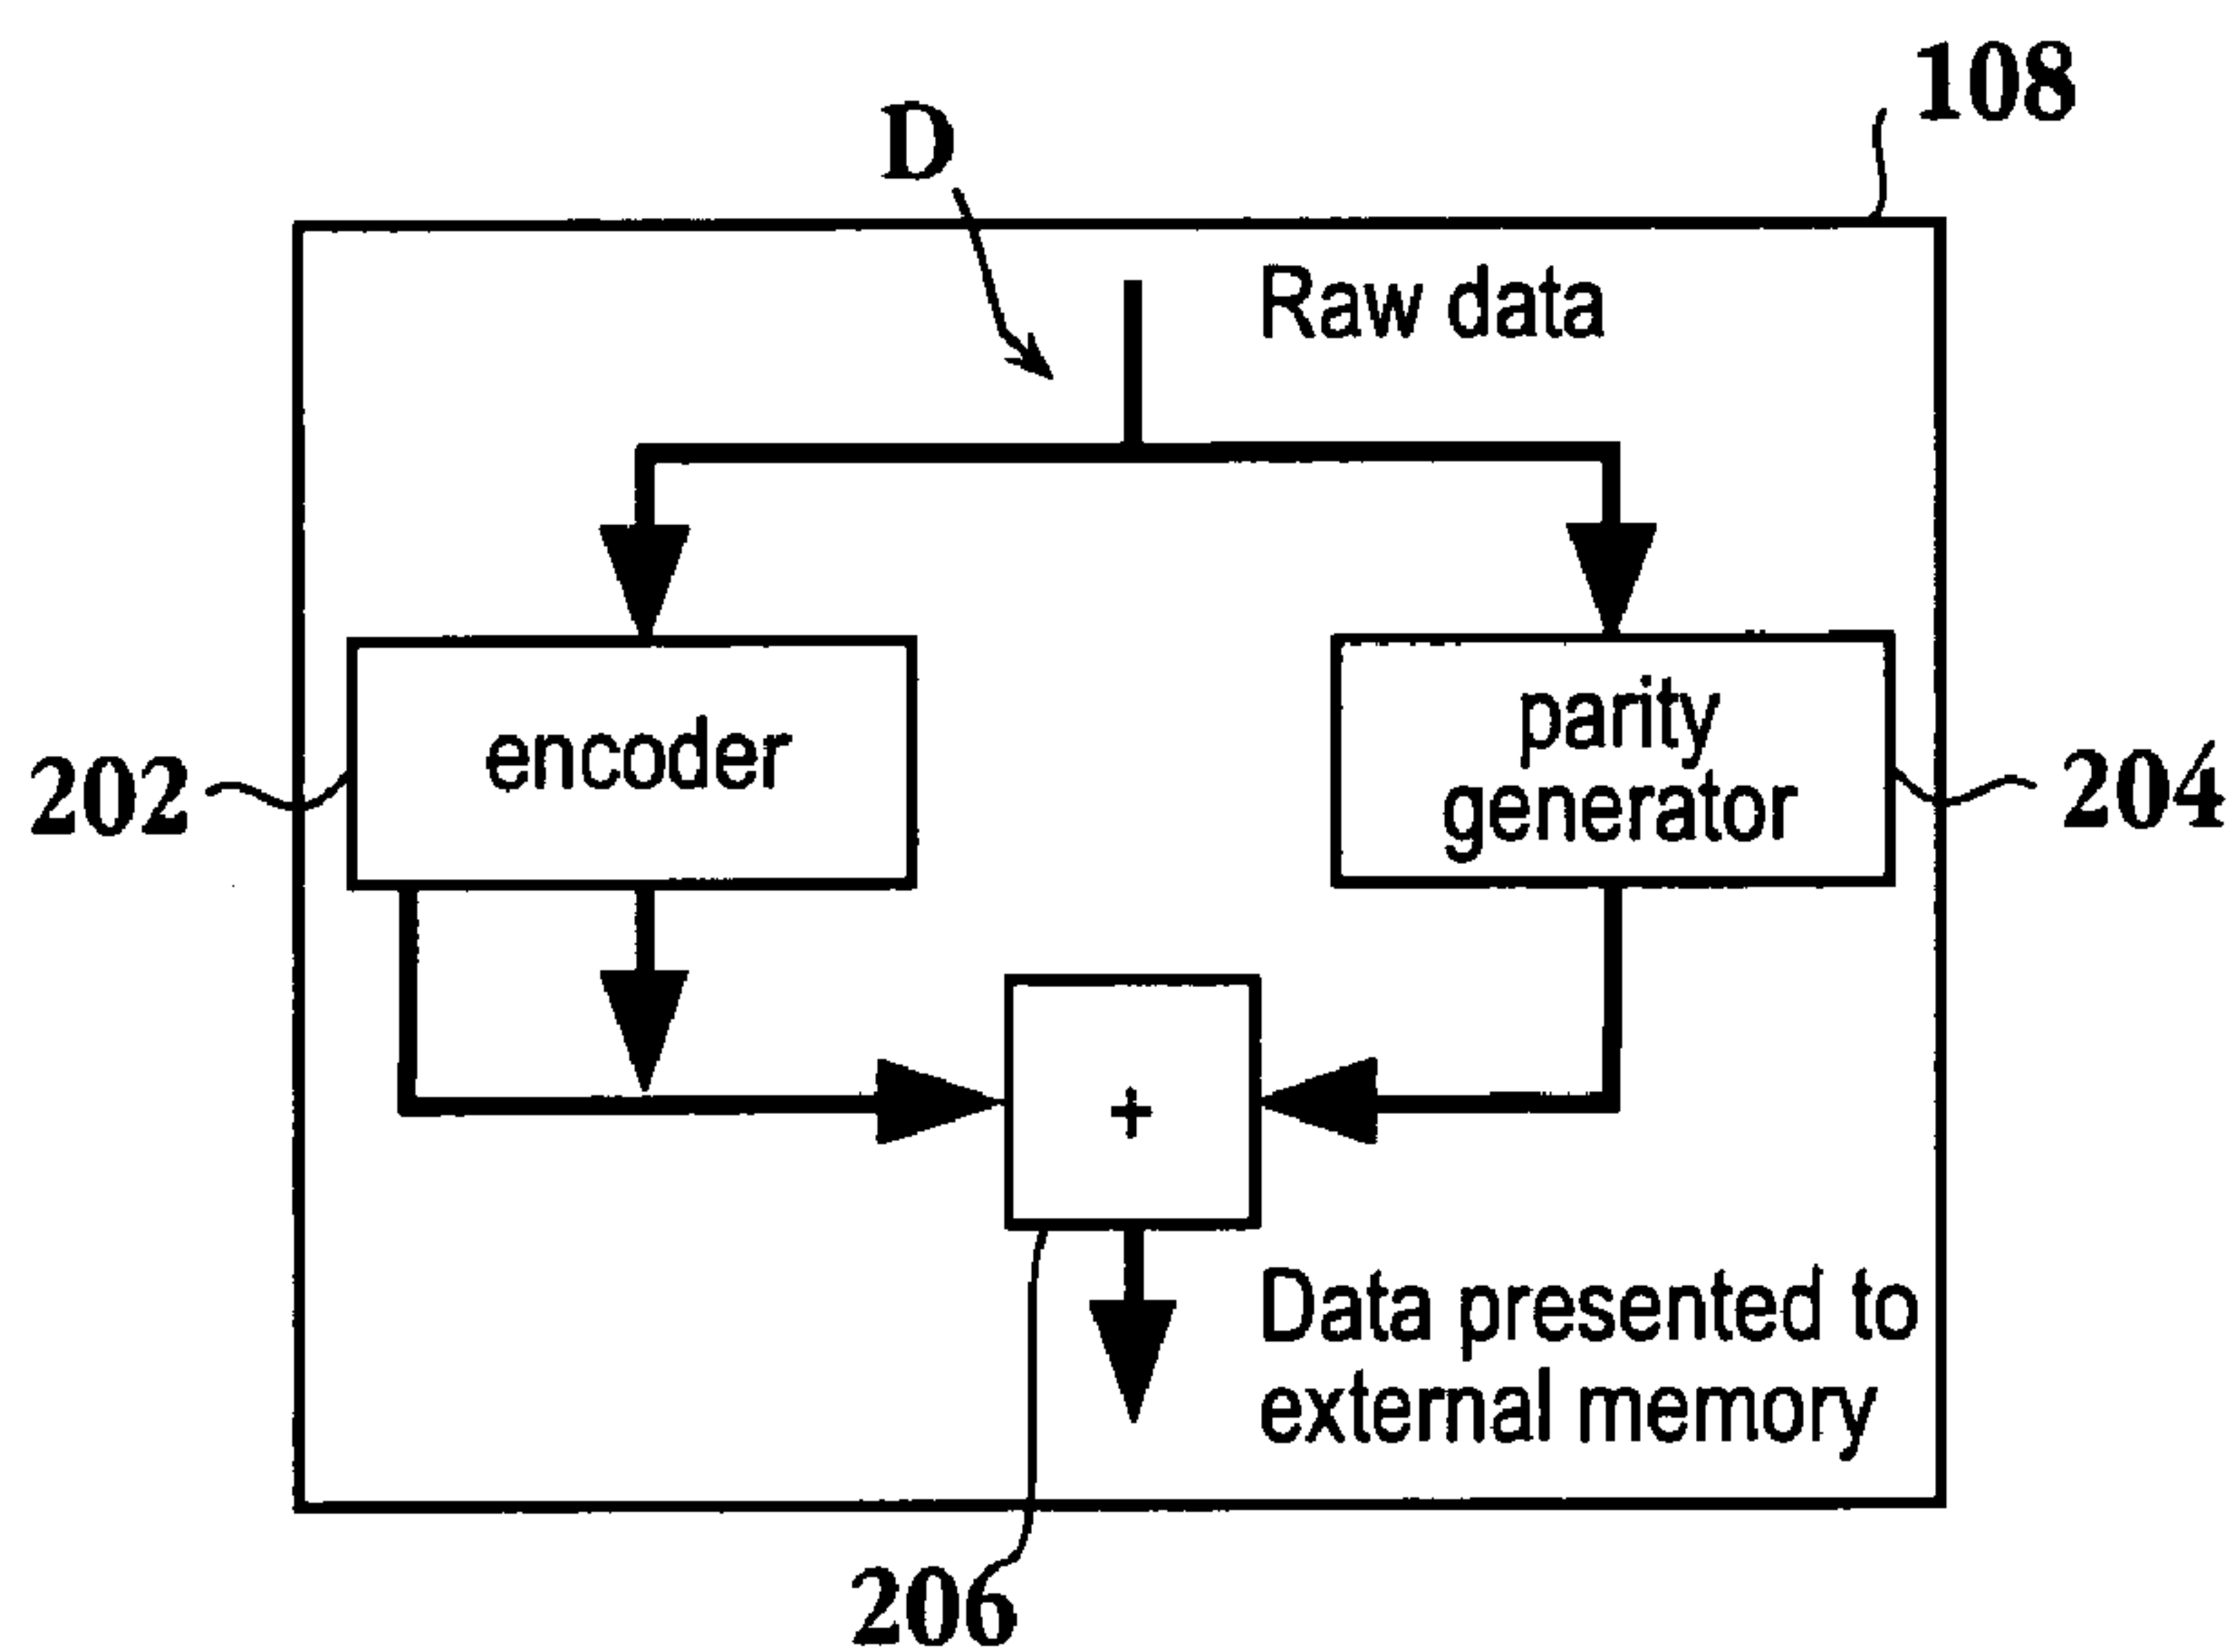 108
D
Raw data
encoder
parity
generator
202
204
+
Data presented to
external memory
206